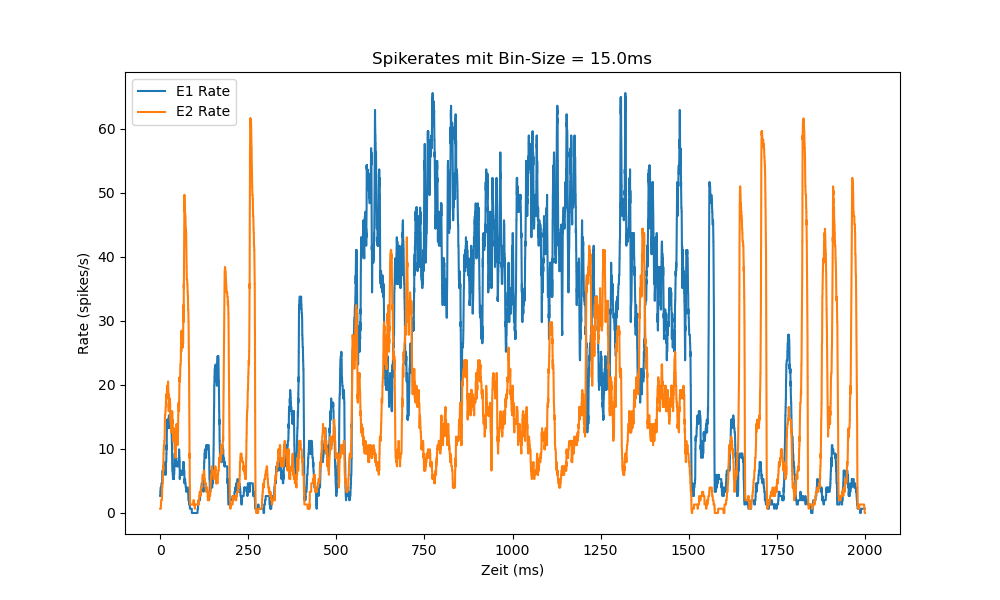 Spikerates mit Bin-Size = 15.0ms
E1 Rate
E2 Rate
Rate (spikes/s)
60
50
40
30
20
10
0
0 250 500 750 1000 1250 1500 1750 2000
Zeit (ms)